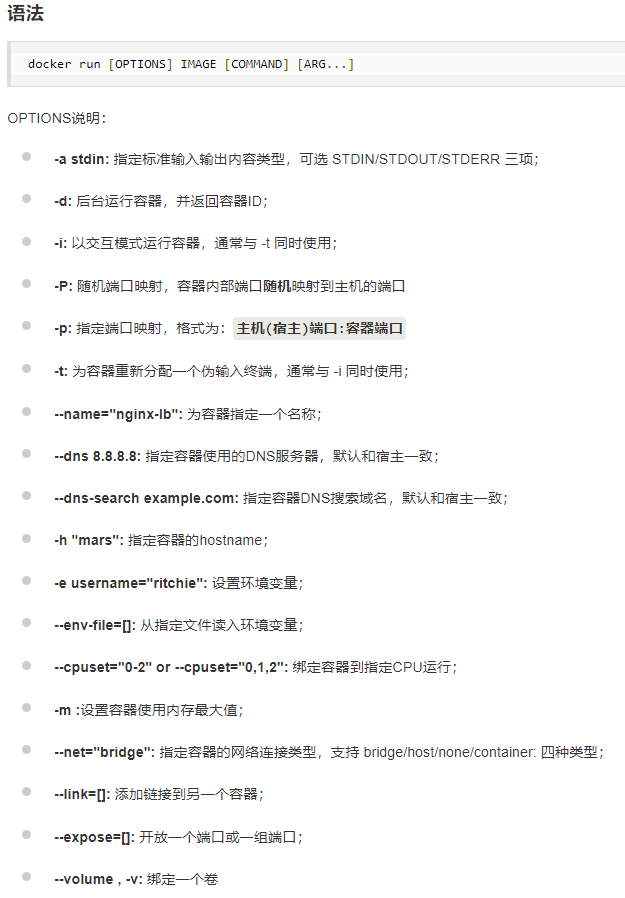 语法
docker run [OPTIONS] IMAGE [COMMAND] [ARG...]
OPTIONS说明：
-a stdin: 指定标准输入输出内容类型，可选 STDIN/STDOUT/STDERR 三项；
-d: 后台运行容器，并返回容器ID；
-i: 以交互模式运行容器，通常与 -t 同时使用；
-P: 随机端口映射，容器内部端口随机映射到主机的端口
-p: 指定端口映射，格式为：主机(宿主)端口:容器端口
-t: 为容器重新分配一个伪输入终端，通常与 -i 同时使用；
--name="nginx-lb": 为容器指定一个名称；
--dns 8.8.8.8: 指定容器使用的DNS服务器，默认和宿主一致；
--dns-search example.com: 指定容器DNS搜索域名，默认和宿主一致；
-h "mars": 指定容器的hostname；
-e username="ritchie": 设置环境变量；
--env-file=[]: 从指定文件读入环境变量；
--cpuset="0-2" or --cpuset="0,1,2": 绑定容器到指定CPU运行；
-m :设置容器使用内存最大值；
--net="bridge": 指定容器的网络连接类型，支持 bridge/host/none/container: 四种类型；
--link=[]: 添加链接到另一个容器；
--expose=[]: 开放一个端口或一组端口；
--volume , -v: 绑定一个卷